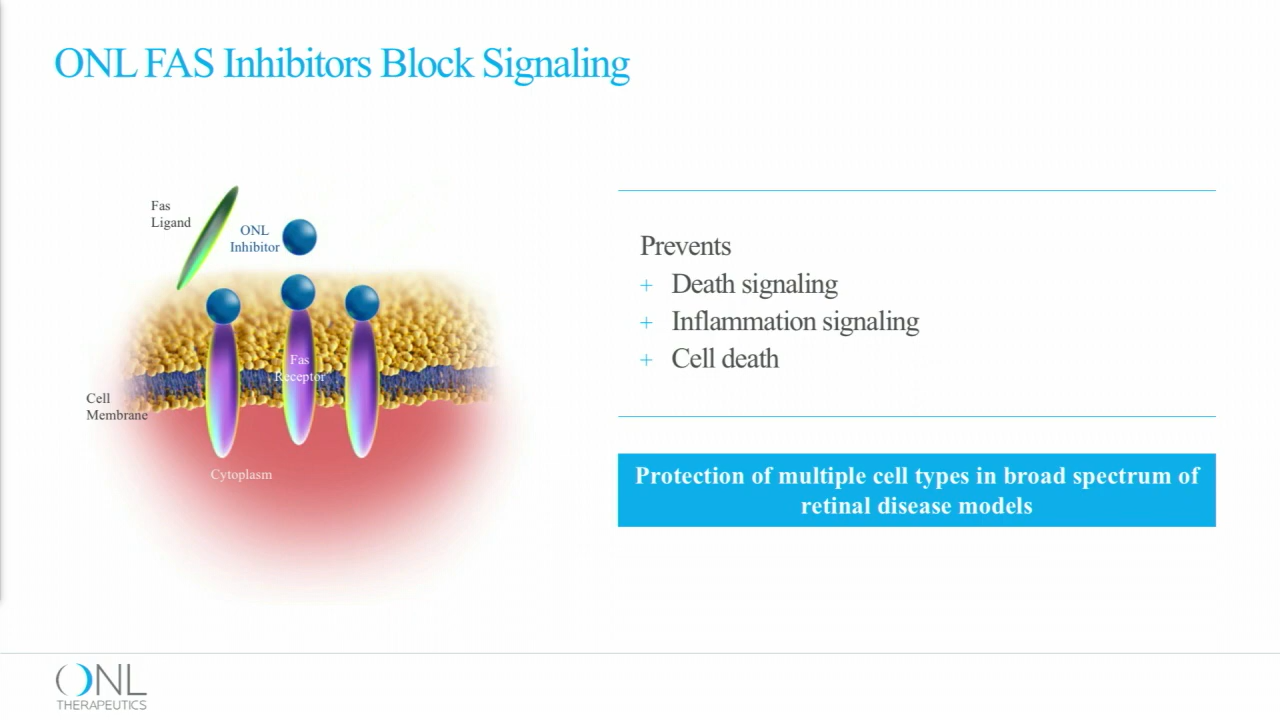 ONL FAS Inhibitors Block Signaling
Fas
Ligand
ONL
Inhibitor
Fas
Receptor
Cell
Membrane
Cytoplasm
Prevents
+ Death signaling
+ Inflammation signaling
+ Cell death
Protection of multiple cell types in broad spectrum of
retinal disease models
ONL
THERAPEUTICS